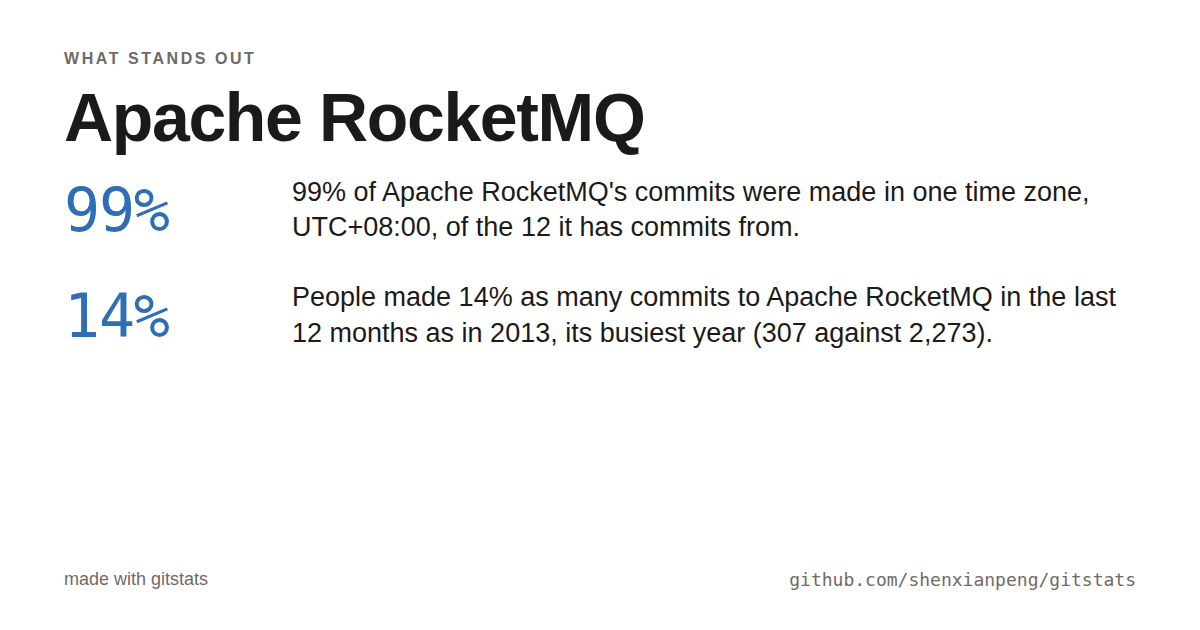 WHAT STANDS OUT
Apache RocketMQ
99%
99% of Apache RocketMQ's commits were made in one time zone,
UTC+08:00, of the 12 it has commits from.
14%
People made 14% as many commits to Apache RocketMQ in the last
12 months as in 2013, its busiest year (307 against 2,273).
made with gitstats
github.com/shenxianpeng/gitstats